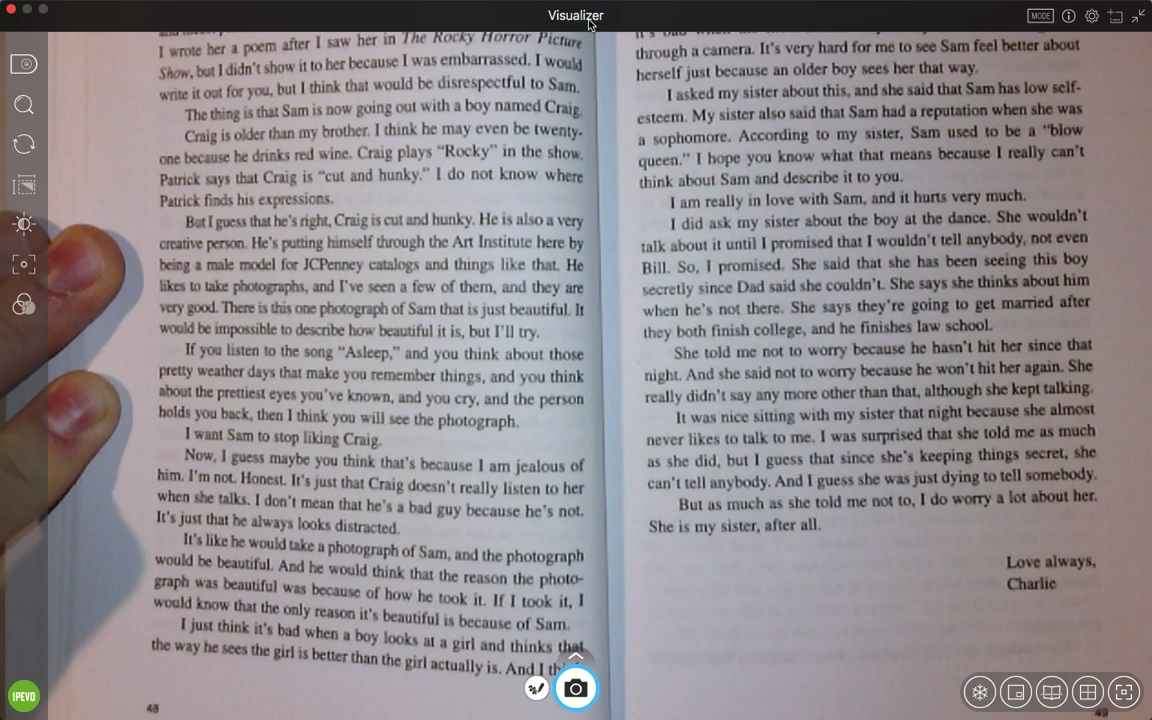 Visualizer
MODE
I wrote her a poem after I saw her in The Rocky Horror Picture
Show, but I didn't show it to her because I was embarrassed. I would
write it out for you, but I think that would be disrespectful to Sam.
The thing is that Sam is now going out with a boy named Craig.
Craig is older than my brother. I think he may even be twenty-
one because he drinks red wine. Craig plays "Rocky" in the show.
Patrick says that Craig is "cut and hunky." I do not know where
Patrick finds his expressions.
But I guess that he's right, Craig is cut and hunky. He is also a very
creative person. He's putting himself through the Art Institute here by
being a male model for JCPenney catalogs and things like that. He
likes to take photographs, and I've seen a few of them, and they are
very good. There is this one photograph of Sam that is just beautiful. It
would be impossible to describe how beautiful it is, but I'll try.
If you listen to the song "Asleep," and you think about those
pretty weather days that make you remember things, and you think
about the prettiest eyes you've known, and you cry, and the person
holds you back, then I think you will see the photograph.
I want Sam to stop liking Craig.
Now, I guess maybe you think that's because I am jealous of
him. I'm not. Honest. It's just that Craig doesn't really listen to her
when she talks. I don't mean that he's a bad guy because he's not.
It's just that he always looks distracted.
It's like he would take a photograph of Sam, and the photograph
would be beautiful. And he would think that the reason the photo-
graph was beautiful was because of how he took it. If I took it, I
would know that the only reason it's beautiful is because of Sam.
I just think it's bad when a boy looks at a girl and thinks that
the way he sees the girl is better than the girl actually is. And I
48
through a camera. It's very hard for me to see Sam feel better about
herself just because an older boy sees her that way.
I asked my sister about this, and she said that Sam has low self-
esteem. My sister also said that Sam had a reputation when she was
a sophomore. According to my sister, Sam used to be a "blow
queen." I hope you know what that means because I really can't
think about Sam and describe it to you.
I am really in love with Sam, and it hurts very much.
I did ask my sister about the boy at the dance. She wouldn't
talk about it until I promised that I wouldn't tell anybody, not even
Bill. So, I promised. She said that she has been seeing this boy
secretly since Dad said she couldn't. She says she thinks about him
when he's not there. She says they're going to get married after
they both finish college, and he finishes law school.
She told me not to worry because he hasn't hit her since that
night. And she said not to worry because he won't hit her again. She
really didn't say any more other than that, although she kept talking.
It was nice sitting with my sister that night because she almost
never likes to talk to me. I was surprised that she told me as much
as she did, but I guess that since she's keeping things secret, she
can't tell anybody. And I guess she was just dying to tell somebody.
But as much as she told me not to, I do worry a lot about her.
She is my sister, after all.
Love always,
Charlie
49
IPEVO